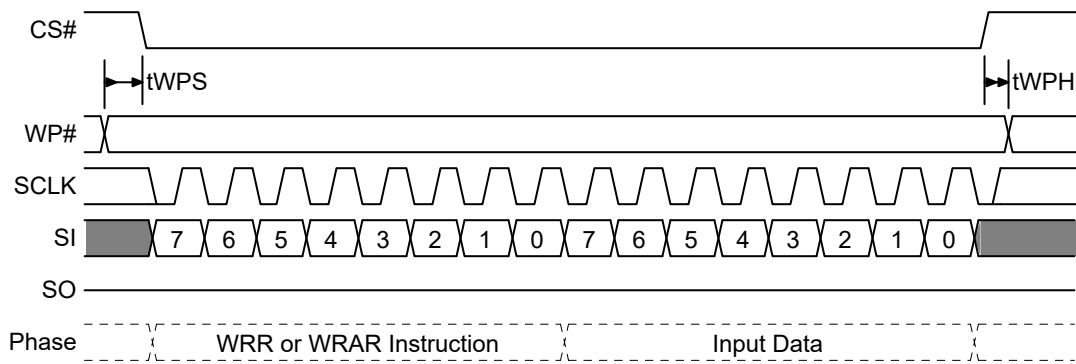 CS#
tWPS tWPH
WP#
SCLK
SI 7 6 5 4 3 2 1 0 7 6 5 4 3 2 1 0
SO
Phase WRR or WRAR Instruction Input Data